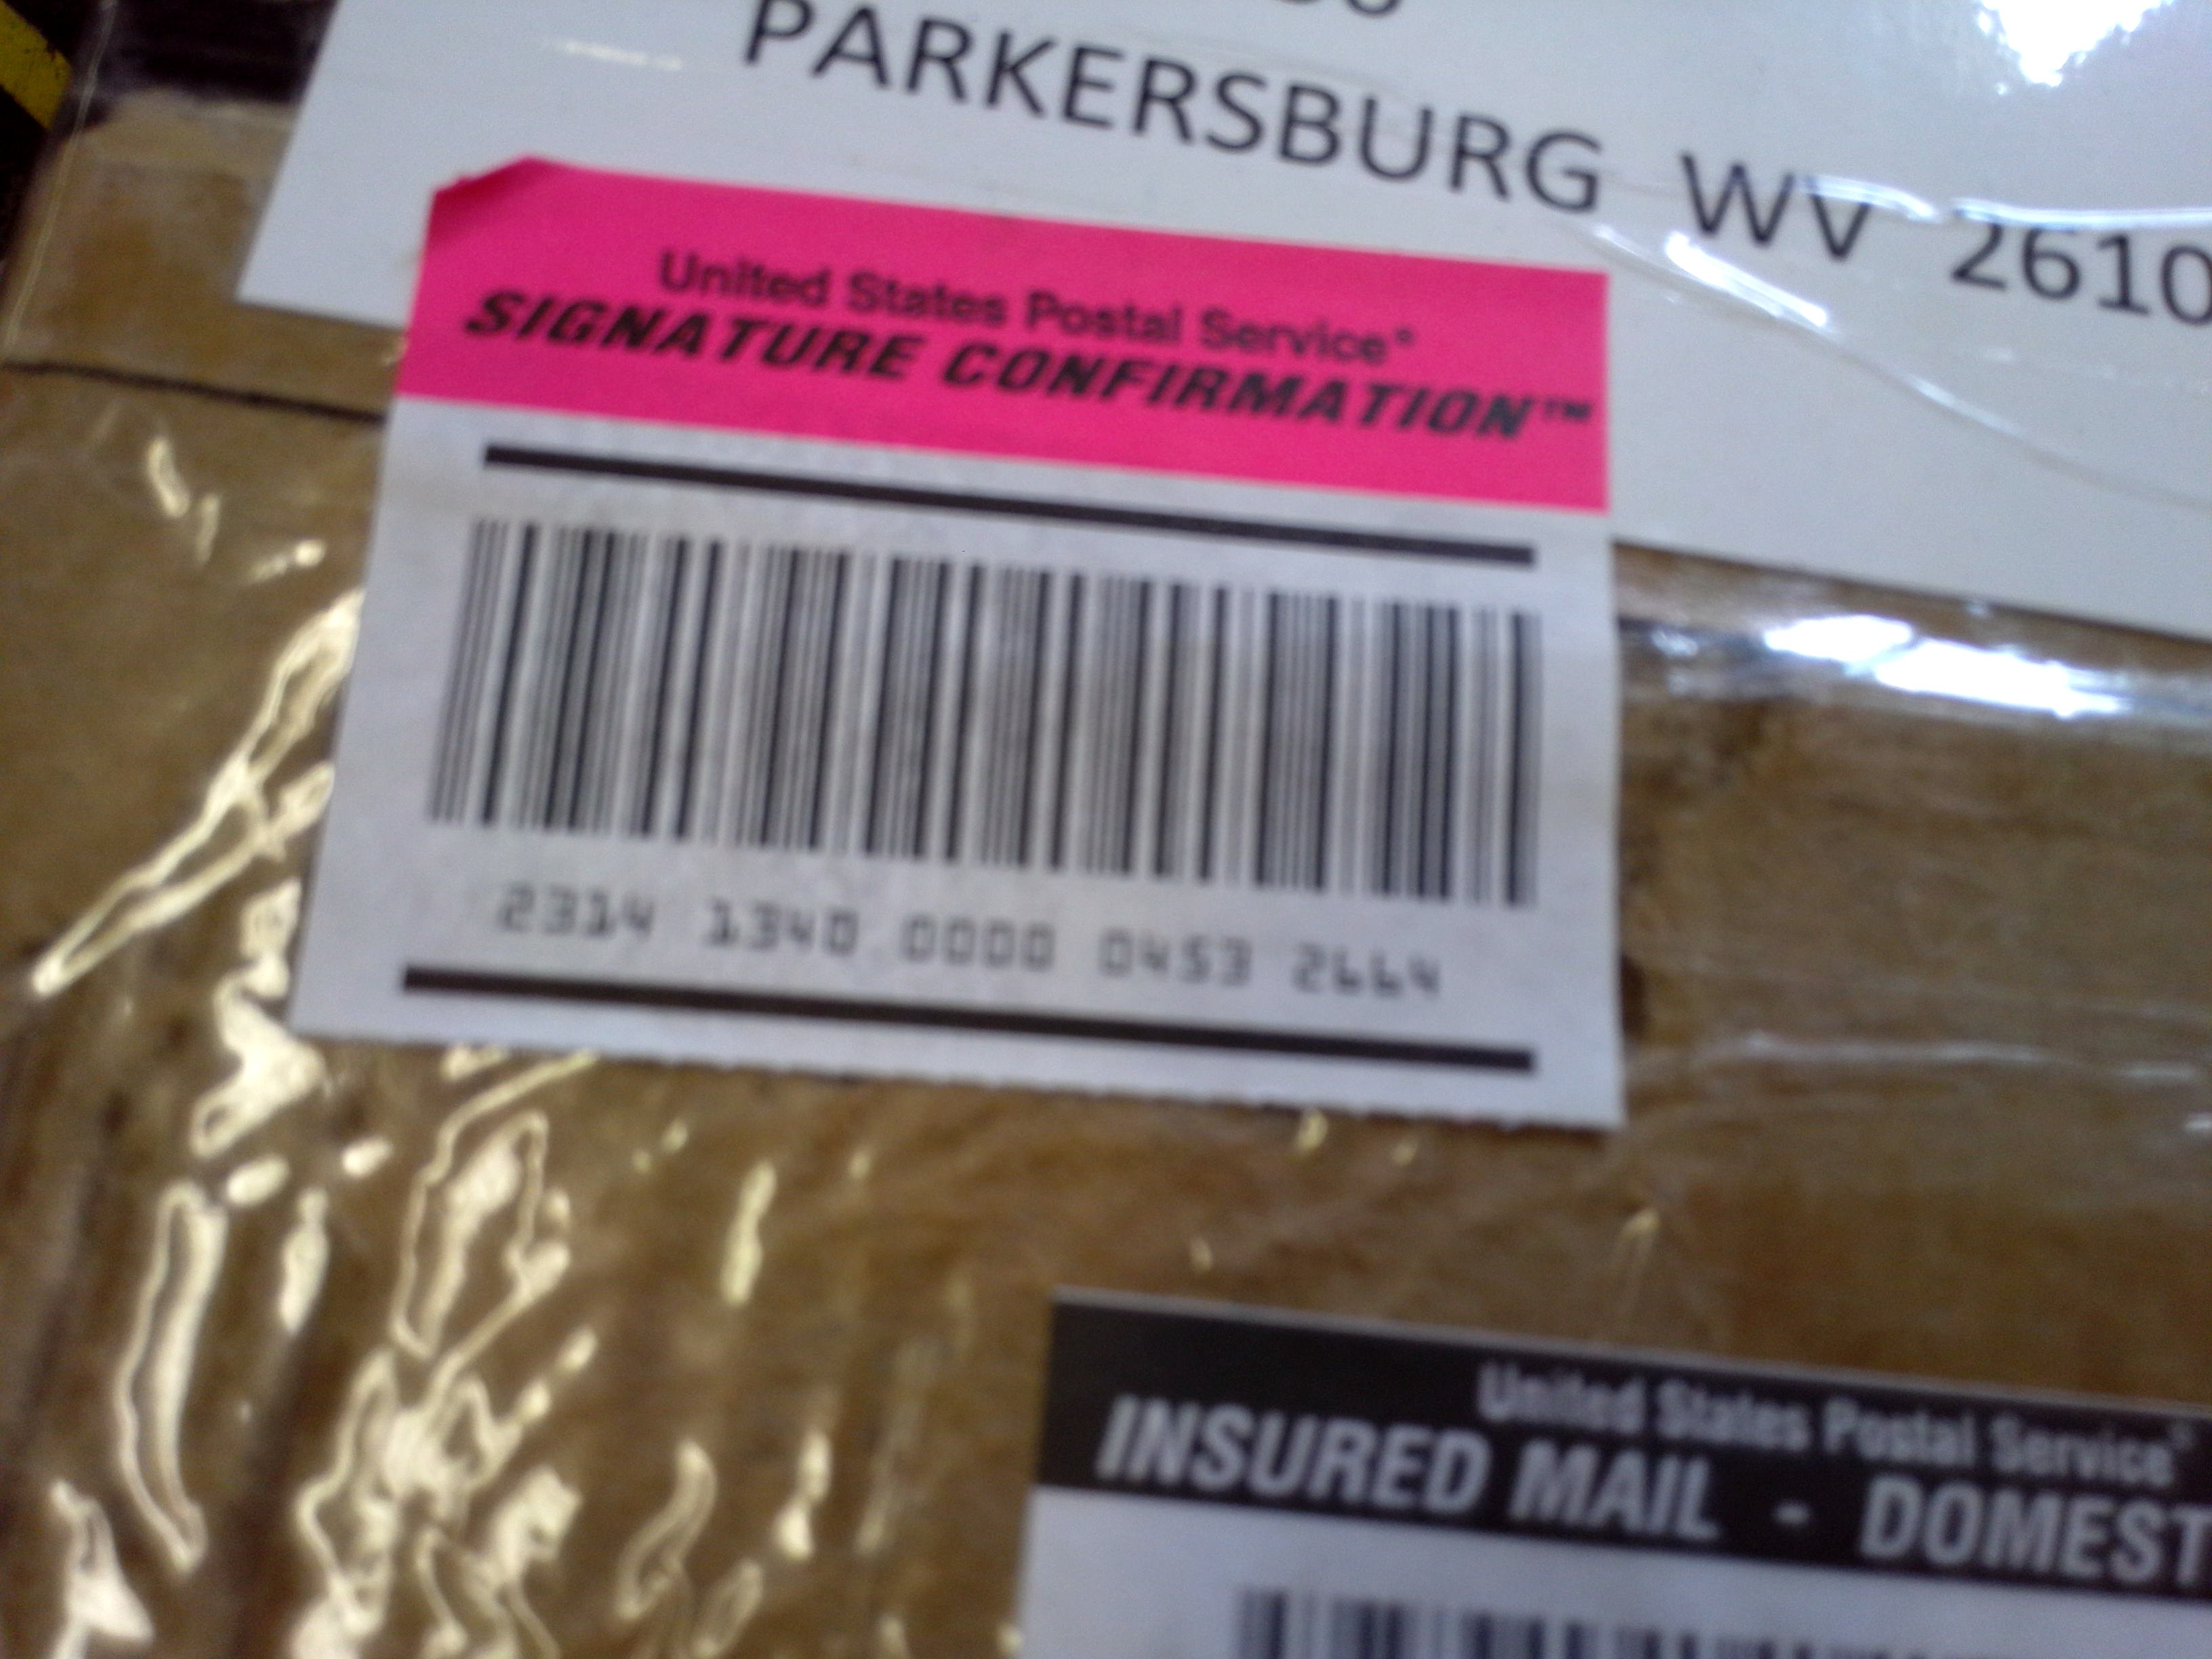 PARKERSBURG WV 2610
United States Postal Service®
SIGNATURE CONFIRMATION™
2314 1340 0000 0453 2664
United States Postal Service®
INSURED MAIL - DOMEST